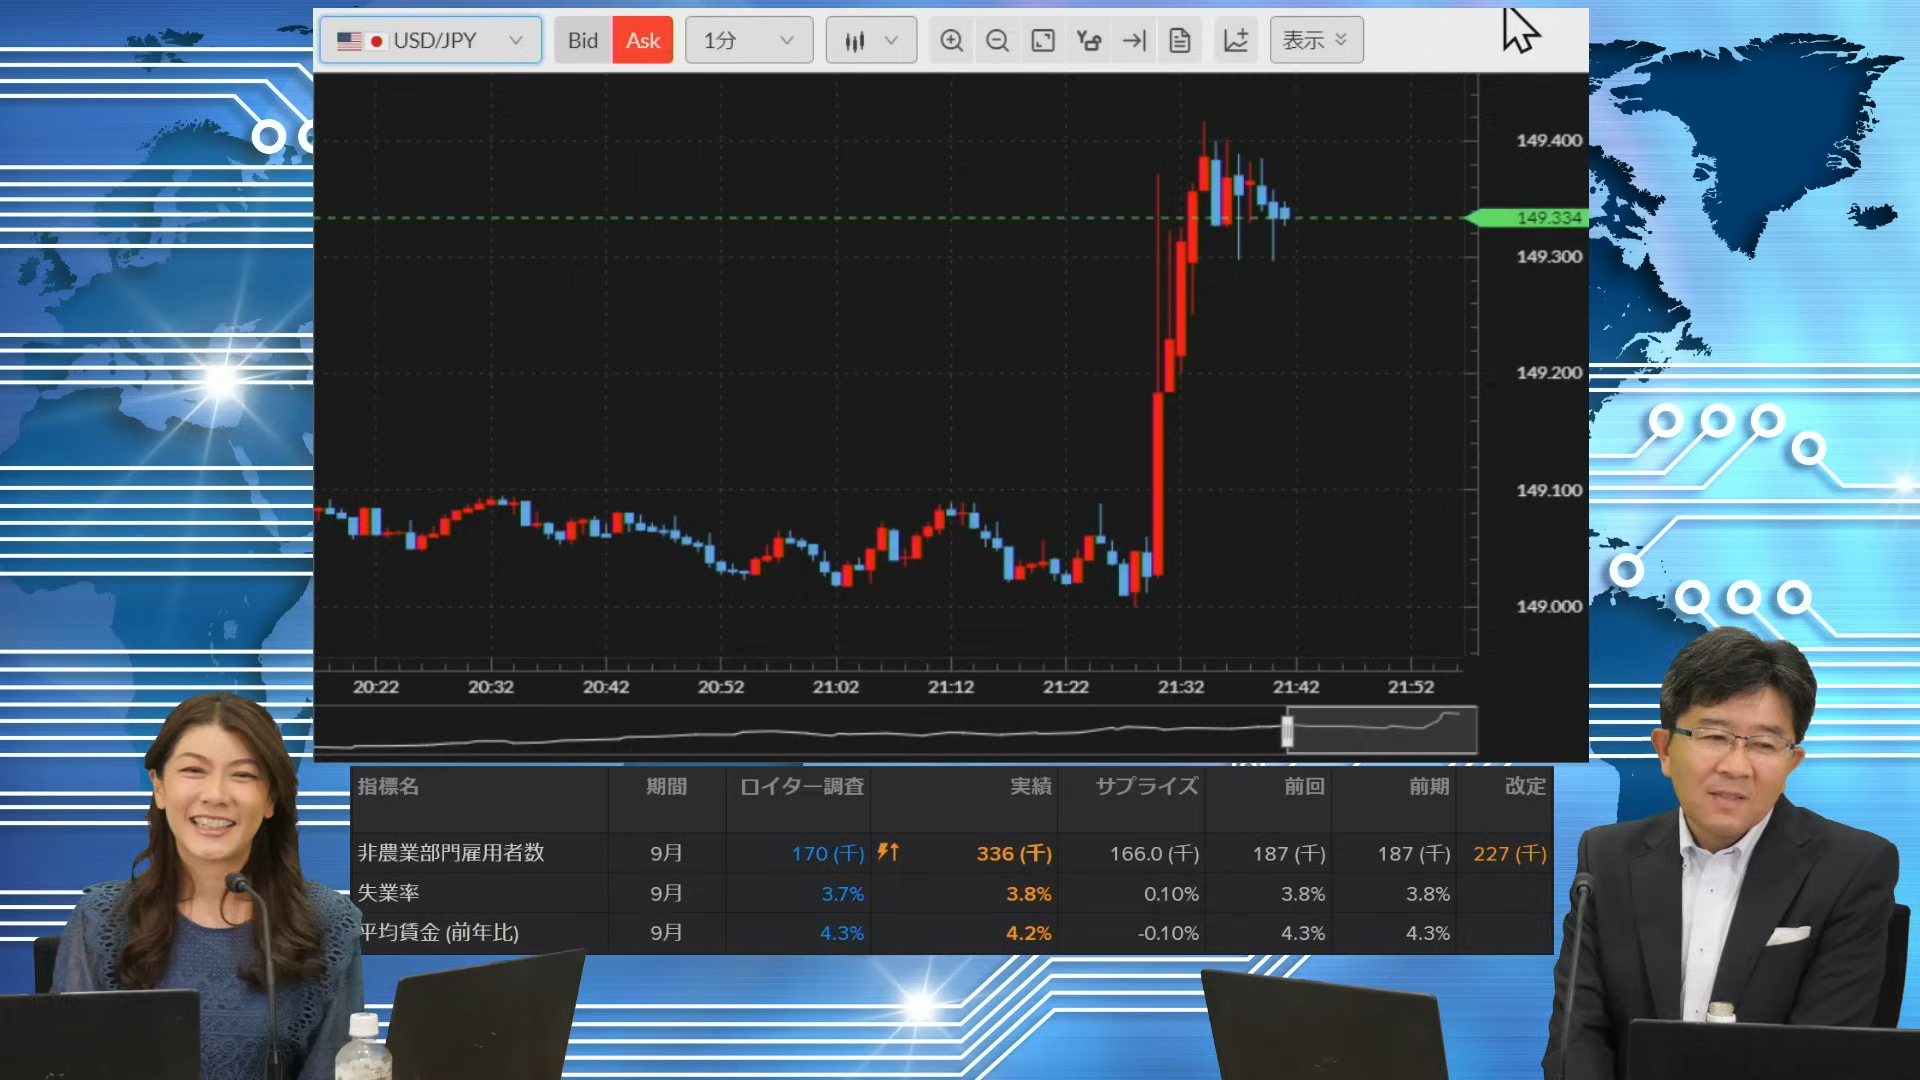 USD/JPY Bid Ask 1分 表示
149.400
149.334
149.300
149.200
149.100
149.000
20:22 20:32 20:42 20:52 21:02 21:12 21:22 21:32 21:42 21:52
指標名 期間 ロイター調査 実績 サプライズ 前回 前期 改定
非農業部門雇用者数 9月 170 (千) 336 (千) 166.0 (千) 187 (千) 187 (千) 227 (千)
失業率 9月 3.7% 3.8% 0.10% 3.8% 3.8%
平均賃金 (前年比) 9月 4.3% 4.2% -0.10% 4.3% 4.3%